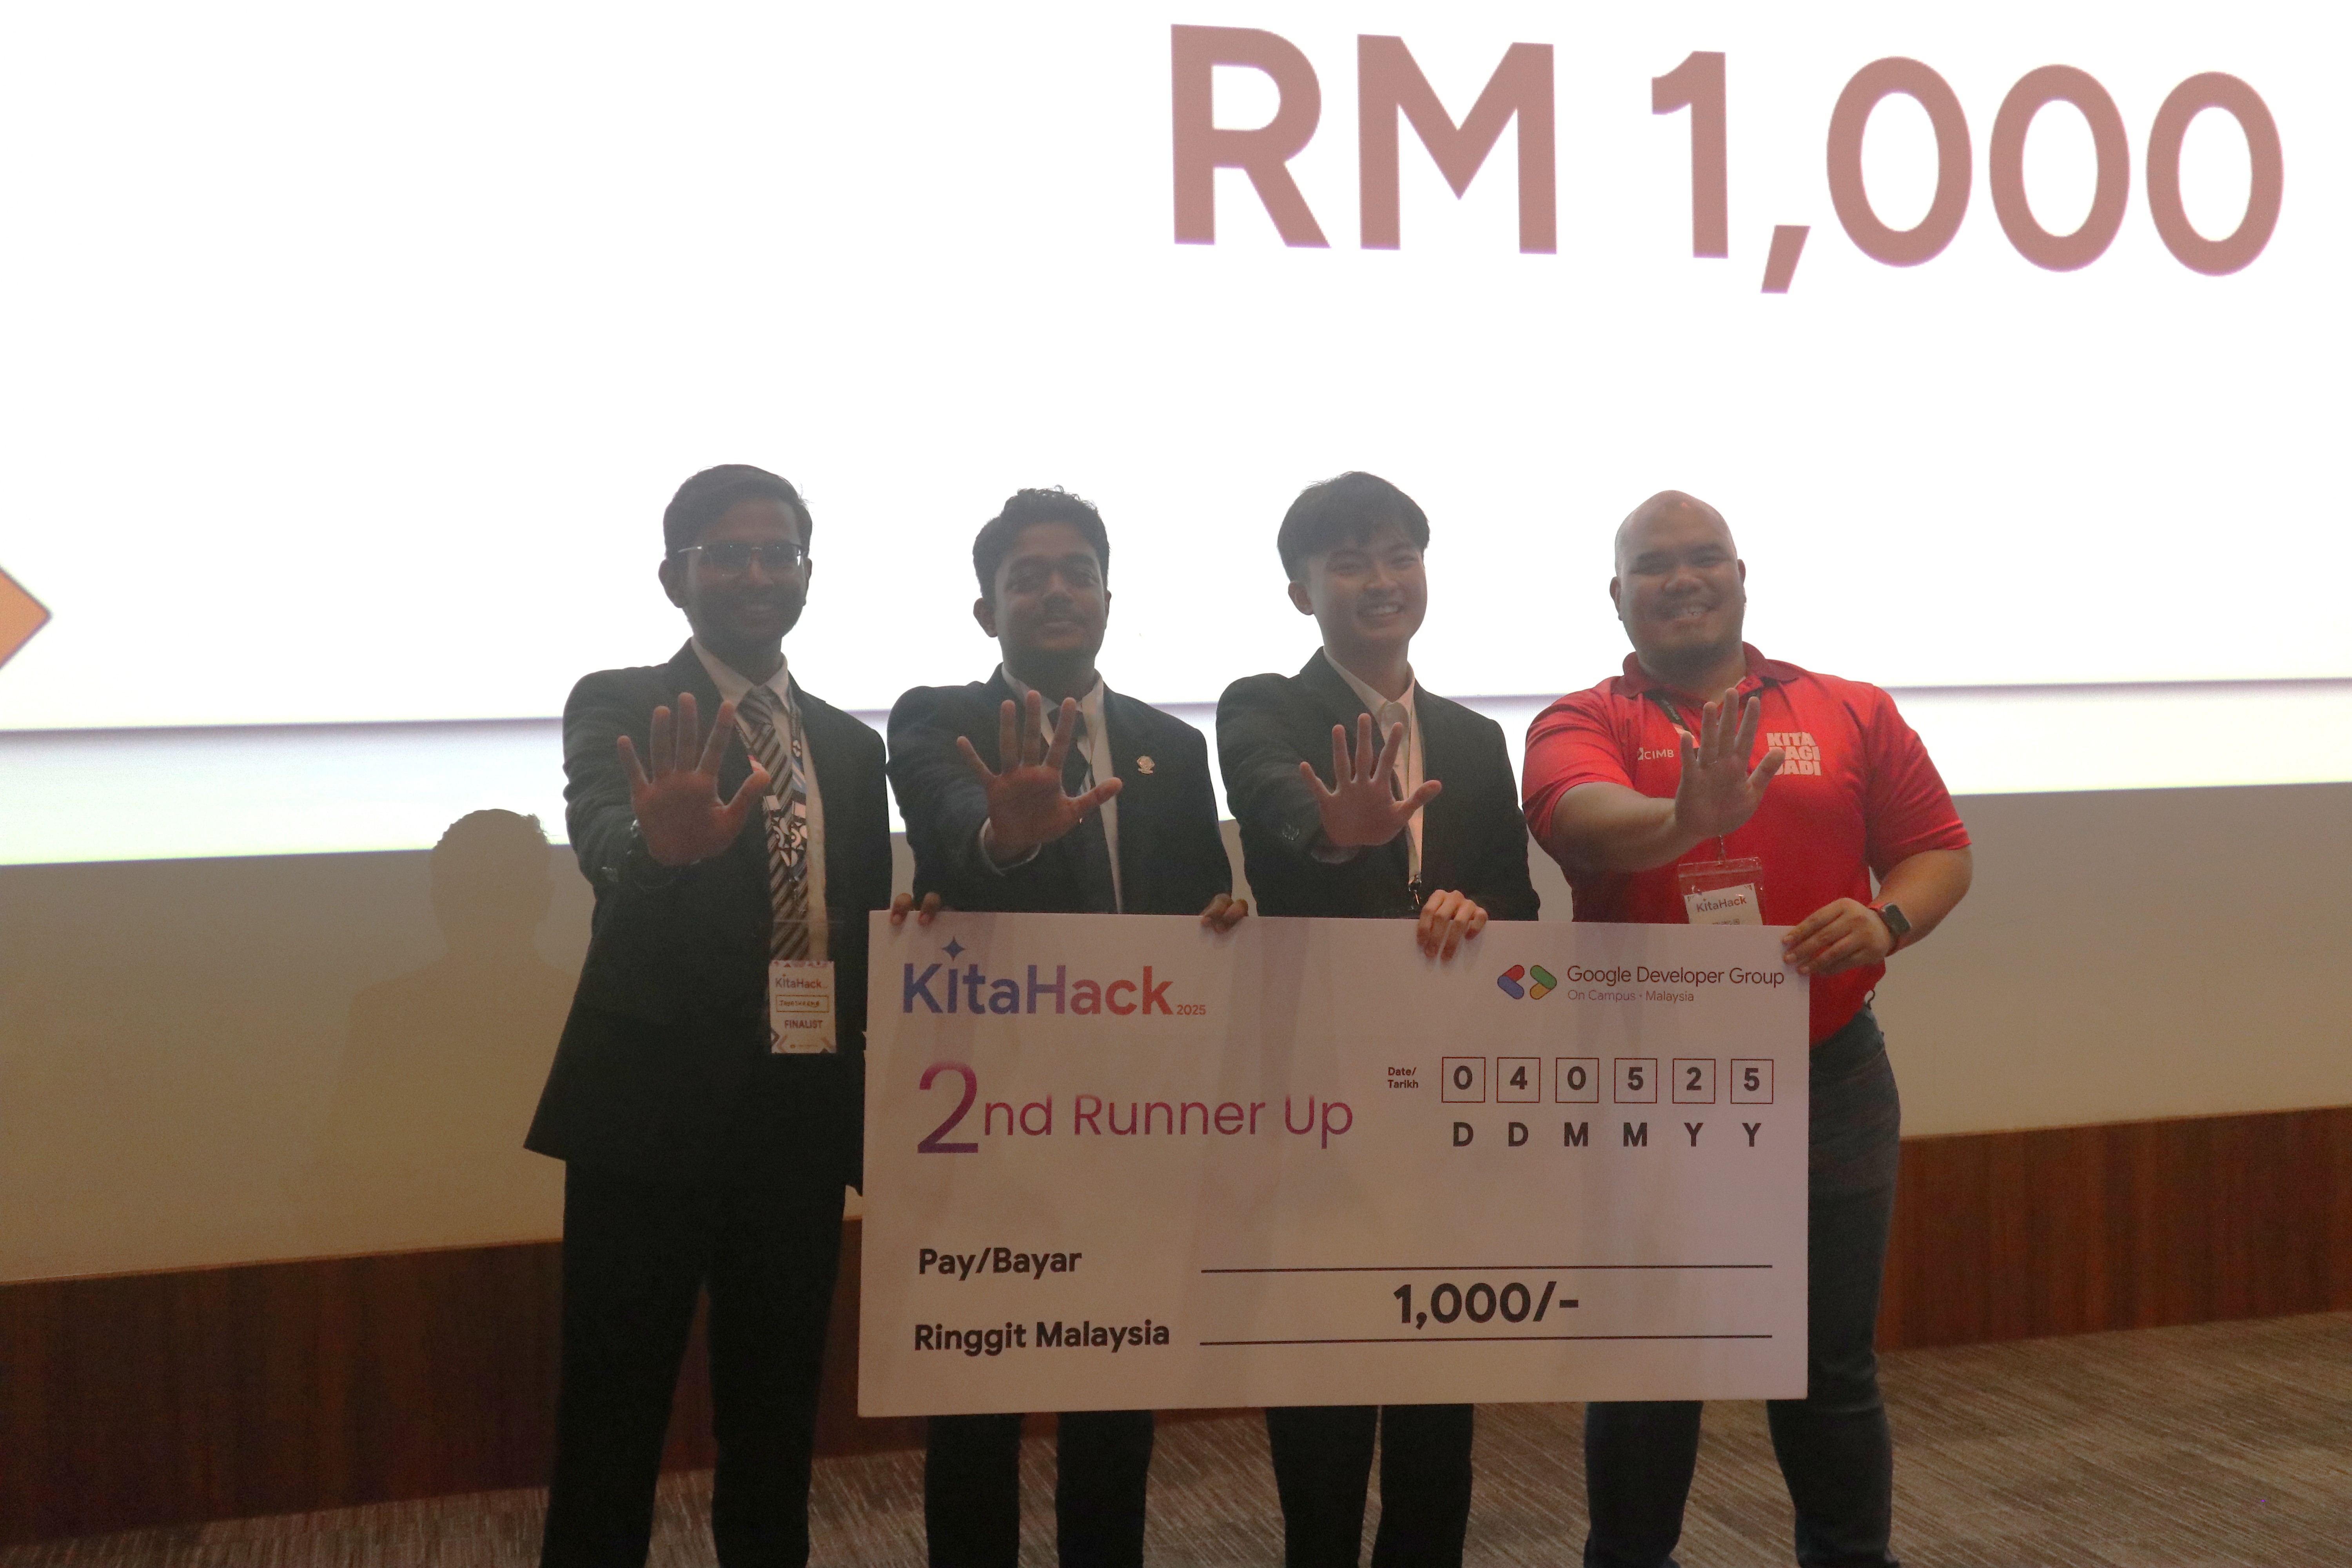 RM 1,000
CIMB
KITA
BAGI
JADI
KitaHack
KitaHack
FINALIST
KitaHack 2025
Google Developer Group
On Campus • Malaysia
2nd Runner Up
Date/
Tarikh
0 4 0 5 2 5
D D M M Y Y
Pay/Bayar
1,000/-
Ringgit Malaysia